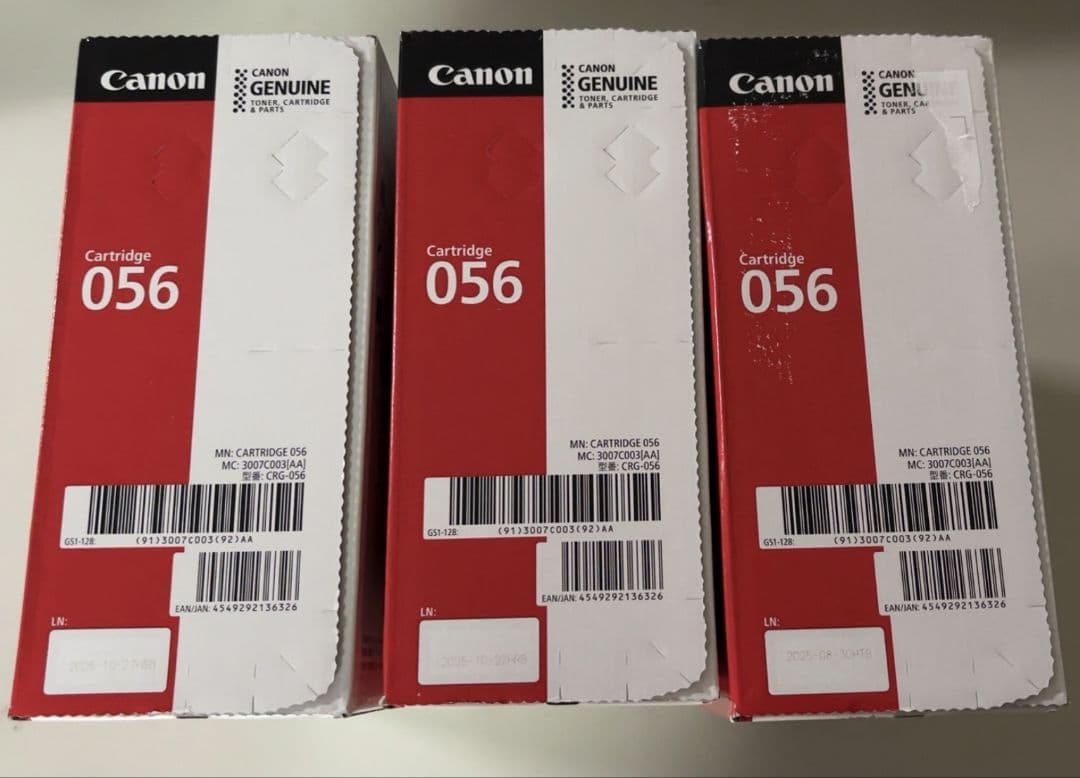 Canon
CANON
GENUINE
TONER, CARTRIDGE
& PARTS
Cartridge
056
MN: CARTRIDGE 056
MC: 3007C003[AA]
型番: CRG-056
GS1-128:
(91)3007C003(92)AA
EAN/JAN: 4549292136326
LN:
Canon
CANON
GENUINE
TONER, CARTRIDGE
& PARTS
Cartridge
056
MN: CARTRIDGE 056
MC: 3007C003[AA]
型番: CRG-056
GS1-128:
(91)3007C003(92)AA
EAN/JAN: 4549292136326
LN:
Canon
CANON
GENUINE
TONER, CA
& PARTS
Cartridge
056
MN: CARTRIDGE 056
MC: 3007C003[AA]
型番: CRG-056
GS1-128:
(91)3007C003(92)AA
EAN/JAN: 4549292136326
LN: